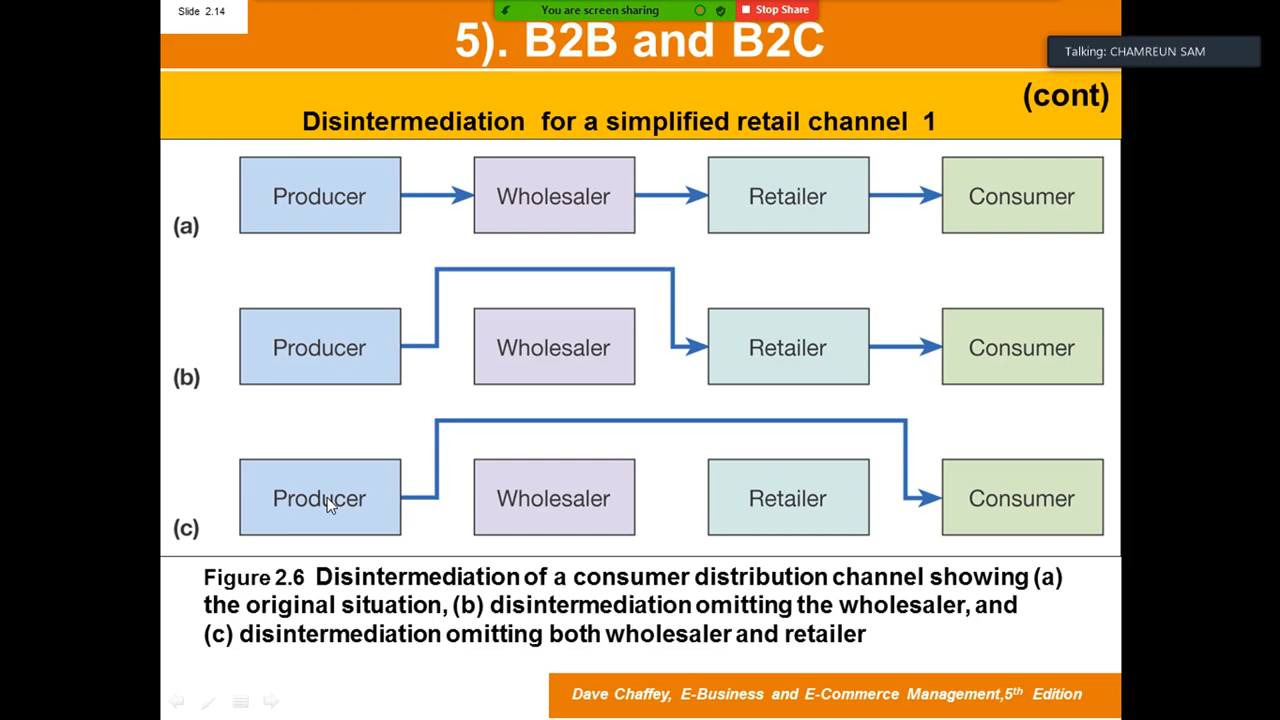 Slide 2.14
You are screen sharing
Stop Share
5). B2B and B2C
Talking: CHAMREUN SAM
(cont)
Disintermediation for a simplified retail channel 1
Producer Wholesaler Retailer Consumer
(a)
Producer Wholesaler Retailer Consumer
(b)
Producer Wholesaler Retailer Consumer
(c)
Figure 2.6 Disintermediation of a consumer distribution channel showing (a)
the original situation, (b) disintermediation omitting the wholesaler, and
(c) disintermediation omitting both wholesaler and retailer
Dave Chaffey, E-Business and E-Commerce Management,5th Edition